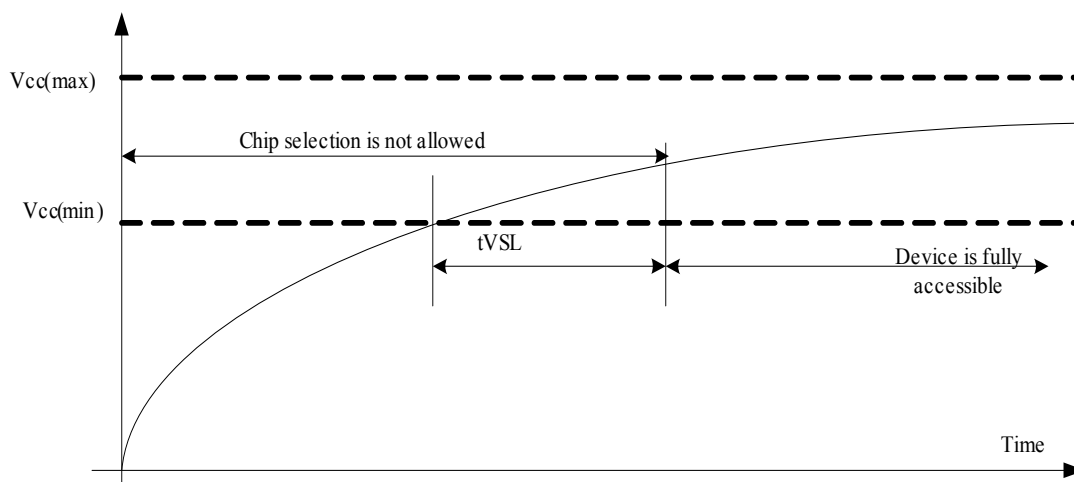 Vcc(max)
Chip selection is not allowed
Vcc(min)
tVSL
Device is fully
accessible
Time